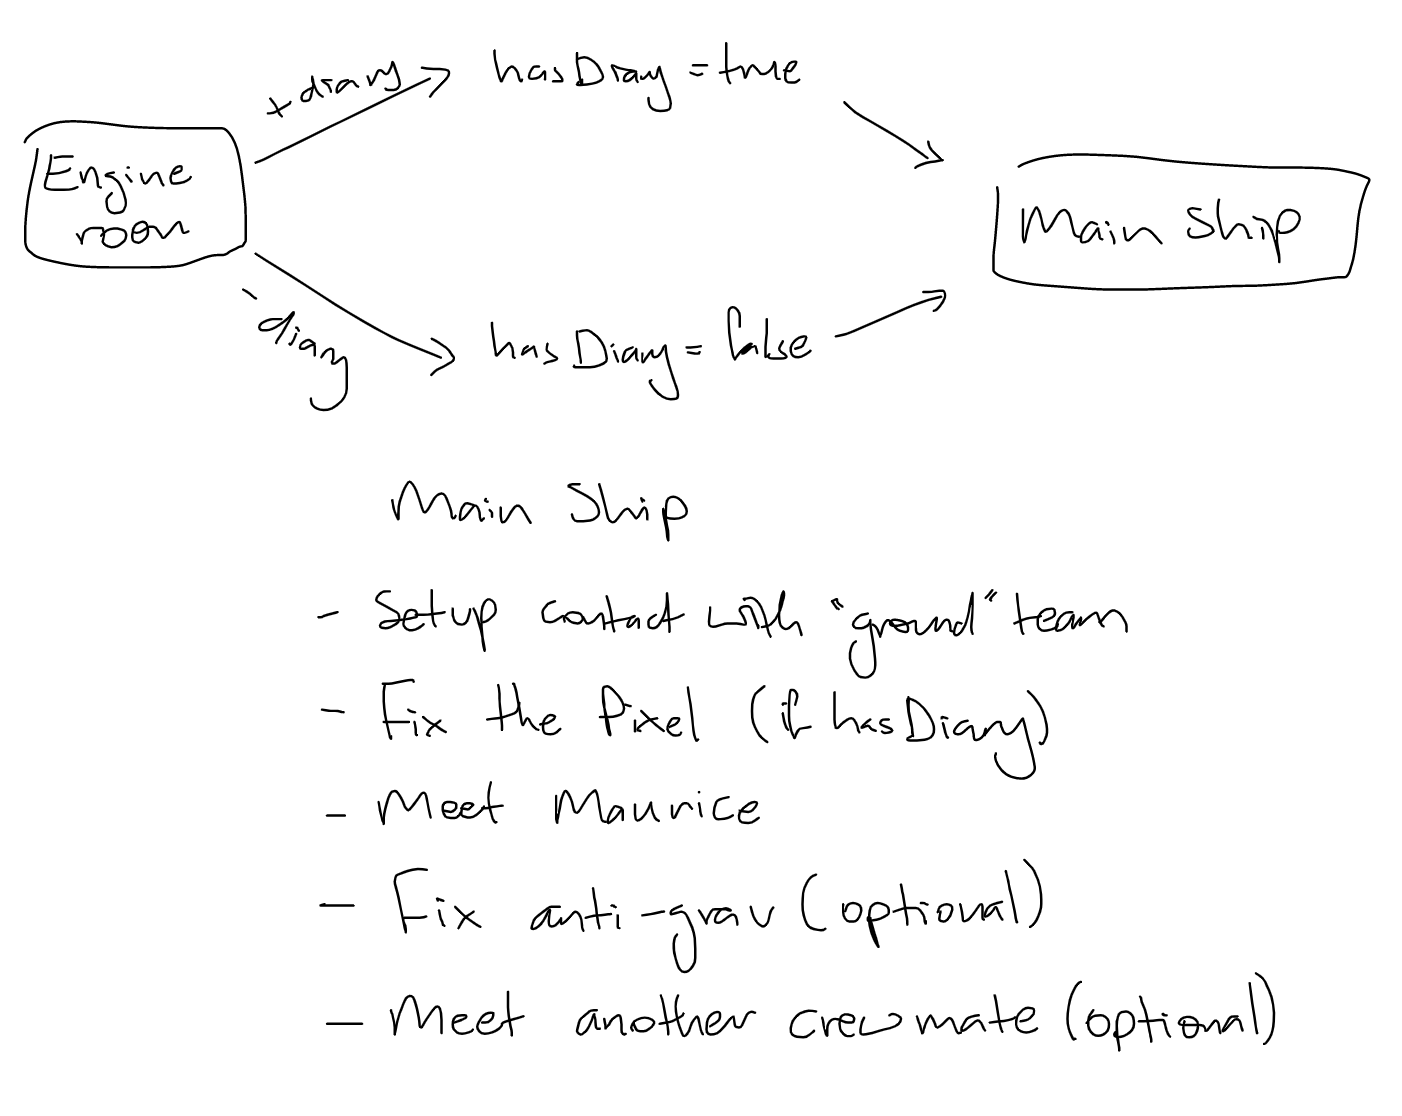 + diary
hasDiary = true
Engine
room
Main Ship
- diary
hasDiary = false
Main Ship
- Setup contact with "ground" team
- Fix the Pixel (if hasDiary)
- Meet Maurice
- Fix anti-grav (optional)
- Meet another crewmate (optional)